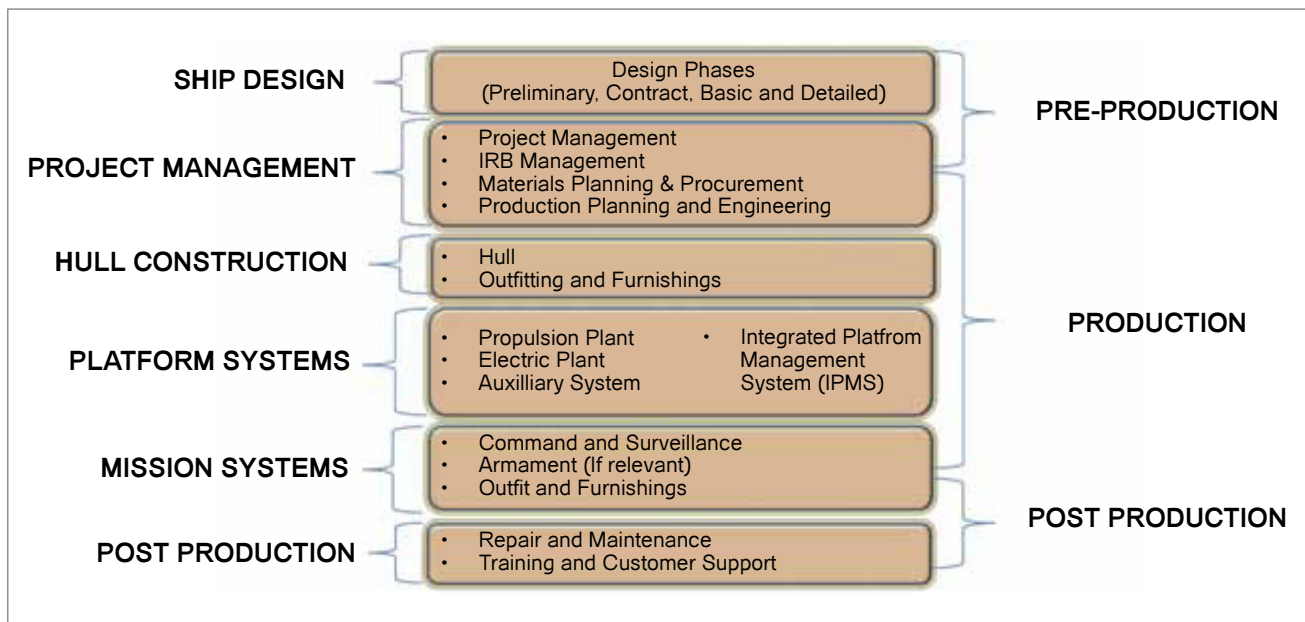 SHIP DESIGN
Design Phases
(Preliminary, Contract, Basic and Detailed)
PRE-PRODUCTION
PROJECT MANAGEMENT
• Project Management
• IRB Management
• Materials Planning & Procurement
• Production Planning and Engineering
HULL CONSTRUCTION
• Hull
• Outfitting and Furnishings
PRODUCTION
PLATFORM SYSTEMS
• Propulsion Plant
• Electric Plant
• Auxilliary System
• Integrated Platfrom
Management
System (IPMS)
MISSION SYSTEMS
• Command and Surveillance
• Armament (If relevant)
• Outfit and Furnishings
POST PRODUCTION
POST PRODUCTION
• Repair and Maintenance
• Training and Customer Support